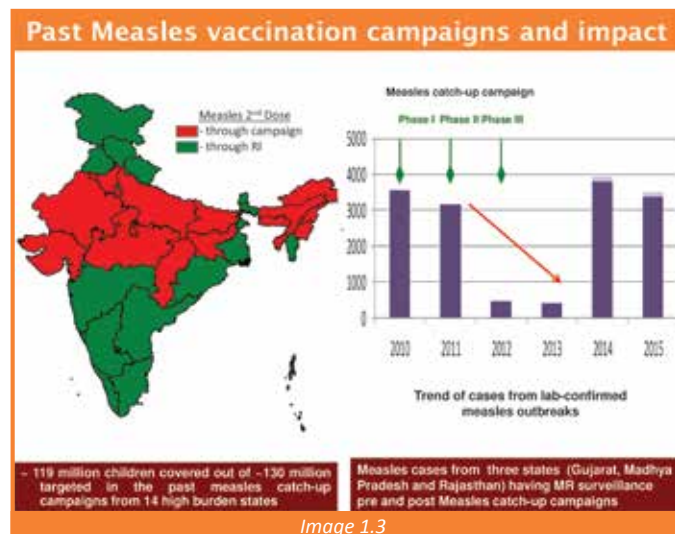 Past Measles vaccination campaigns and impact
Measles 2nd Dose
- through campaign
- through RI
Measles catch-up campaign
Phase I Phase II Phase III
5000
4000
3000
2000
1000
0
2010 2011 2012 2013 2014 2015
Trend of cases from lab-confirmed
measles outbreaks
~ 119 million children covered out of ~130 million
targeted in the past measles catch-up
campaigns from 14 high burden states
Measles cases from three states (Gujarat, Madhya
Pradesh and Rajasthan) having MR surveillance
pre and post Measles catch-up campaigns
Image 1.3